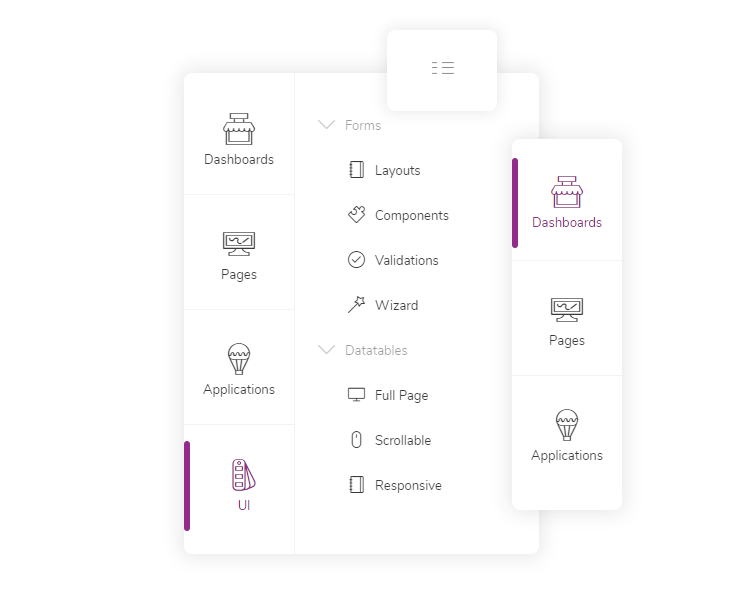 Dashboards
Pages
Applications
UI
Forms
Layouts
Components
Validations
Wizard
Datatables
Full Page
Scrollable
Responsive
Dashboards
Pages
Applications